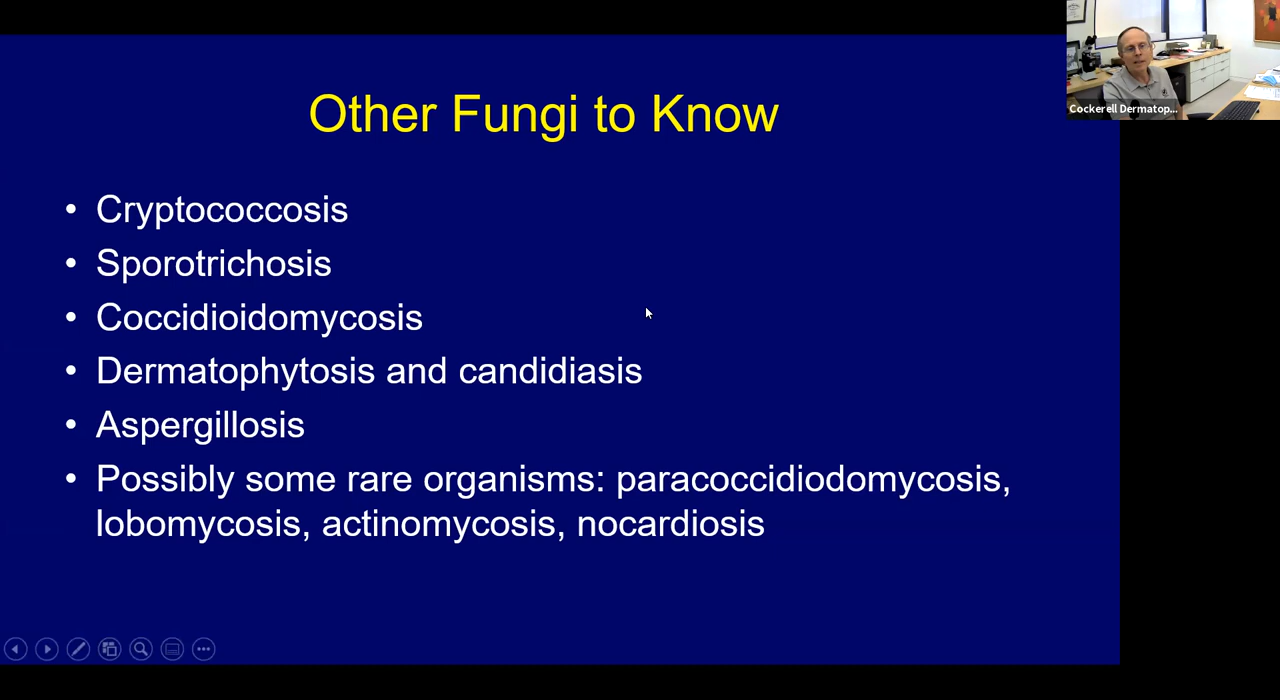 Other Fungi to Know
Cockerell Dermatop...
• Cryptococcosis
• Sporotrichosis
• Coccidioidomycosis
• Dermatophytosis and candidiasis
• Aspergillosis
• Possibly some rare organisms: paracoccidiodomycosis,
lobomycosis, actinomycosis, nocardiosis